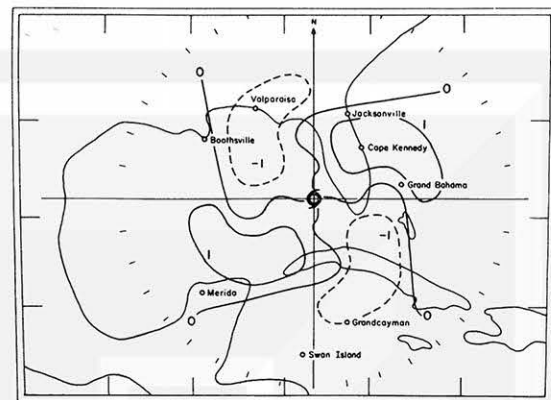 N
0
Valparaiso
0
Jacksonville
1
Boothsville
-1
Cape Kennedy
Grand Bahama
-1
1
Merida
0
0
Grandcayman
Swan Island